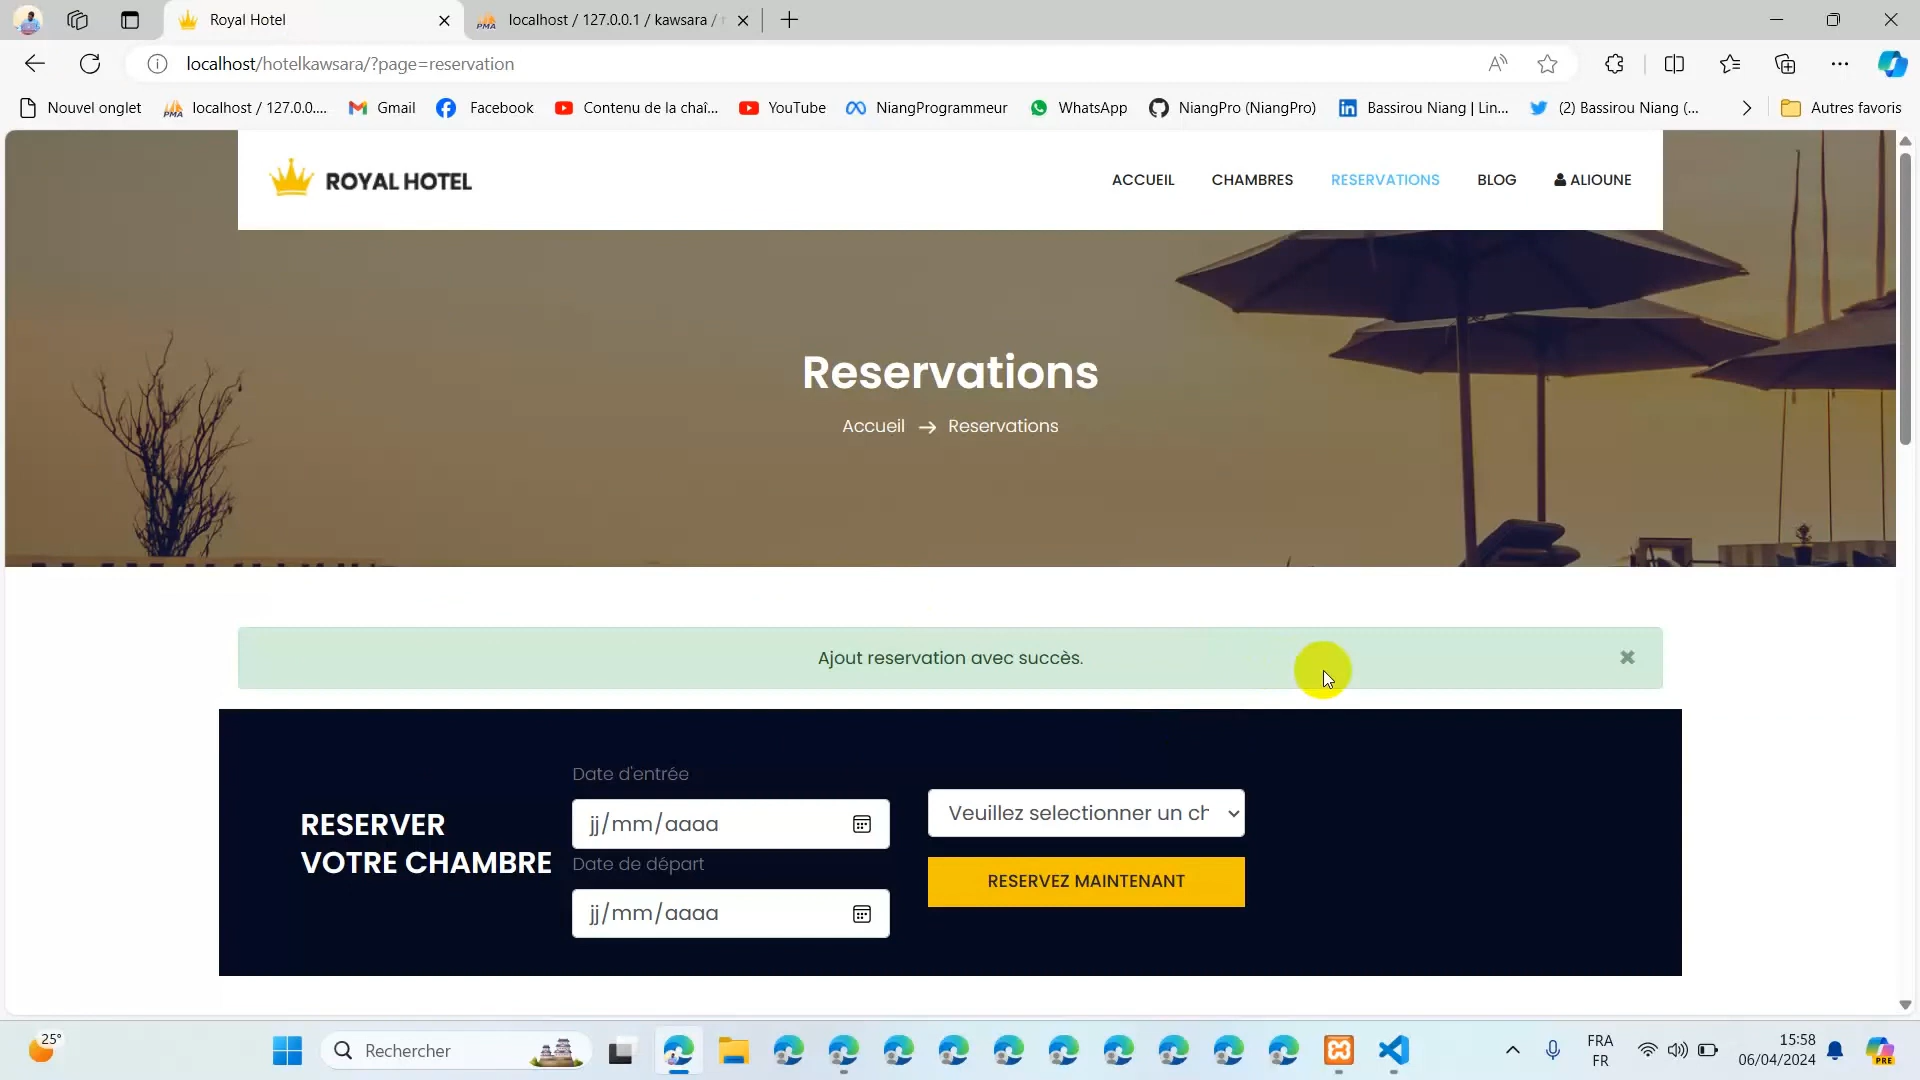 Royal Hotel
PMA
localhost / 127.0.0.1 / kawsara /
localhost/hotelkawsara/?page=reservation
Nouvel onglet
PMA
localhost / 127.0.0....
Gmail
Facebook
Contenu de la chaî...
YouTube
NiangProgrammeur
WhatsApp
NiangPro (NiangPro)
Bassirou Niang | Lin...
(2) Bassirou Niang (...
Autres favoris
ROYAL HOTEL
ACCUEIL
CHAMBRES
RESERVATIONS
BLOG
ALIOUNE
Reservations
Accueil → Reservations
Ajout reservation avec succès.
RESERVER
VOTRE CHAMBRE
Date d'entrée
jj/mm/aaaa
Date de départ
jj/mm/aaaa
Veuillez selectionner un ch
RESERVEZ MAINTENANT
25°
Rechercher
FRA
FR
15:58
06/04/2024
PRE